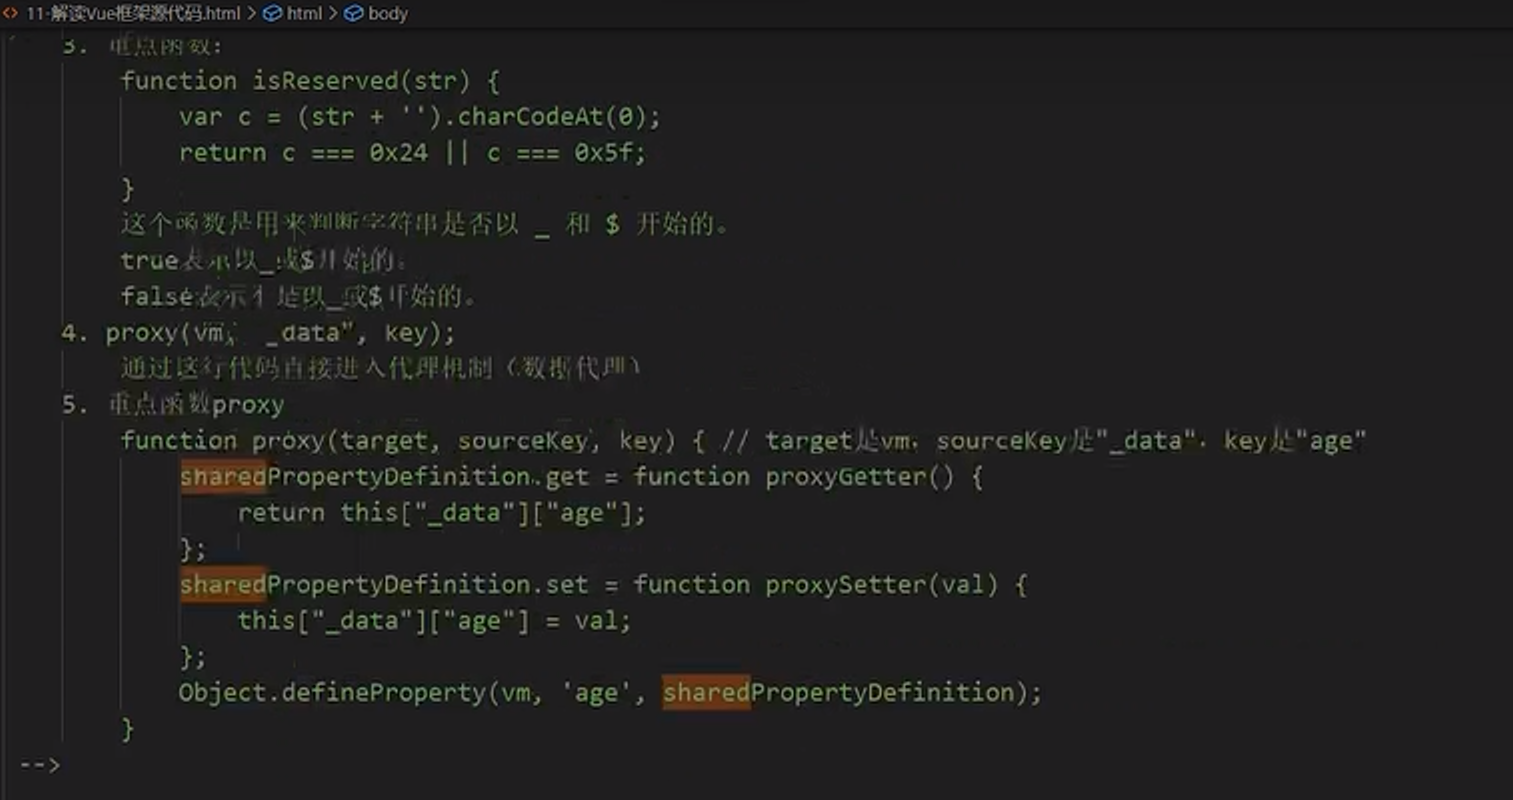 11-解读Vue框架源代码.html > html > body
3. 重点函数:
function isReserved(str) {
var c = (str + '').charCodeAt(0);
return c === 0x24 || c === 0x5f;
}
这个函数是用来判断字符串是否以 _ 和 $ 开始的。
true表示以_或$开始的。
false表示不是以_或$开始的。
4. proxy(vm, "_data", key);
通过这行代码直接进入代理机制（数据代理）
5. 重点函数proxy
function proxy(target, sourceKey, key) { // target是vm，sourceKey是"_data"，key是"age"
sharedPropertyDefinition.get = function proxyGetter() {
return this["_data"]["age"];
};
sharedPropertyDefinition.set = function proxySetter(val) {
this["_data"]["age"] = val;
};
Object.defineProperty(vm, 'age', sharedPropertyDefinition);
}
-->